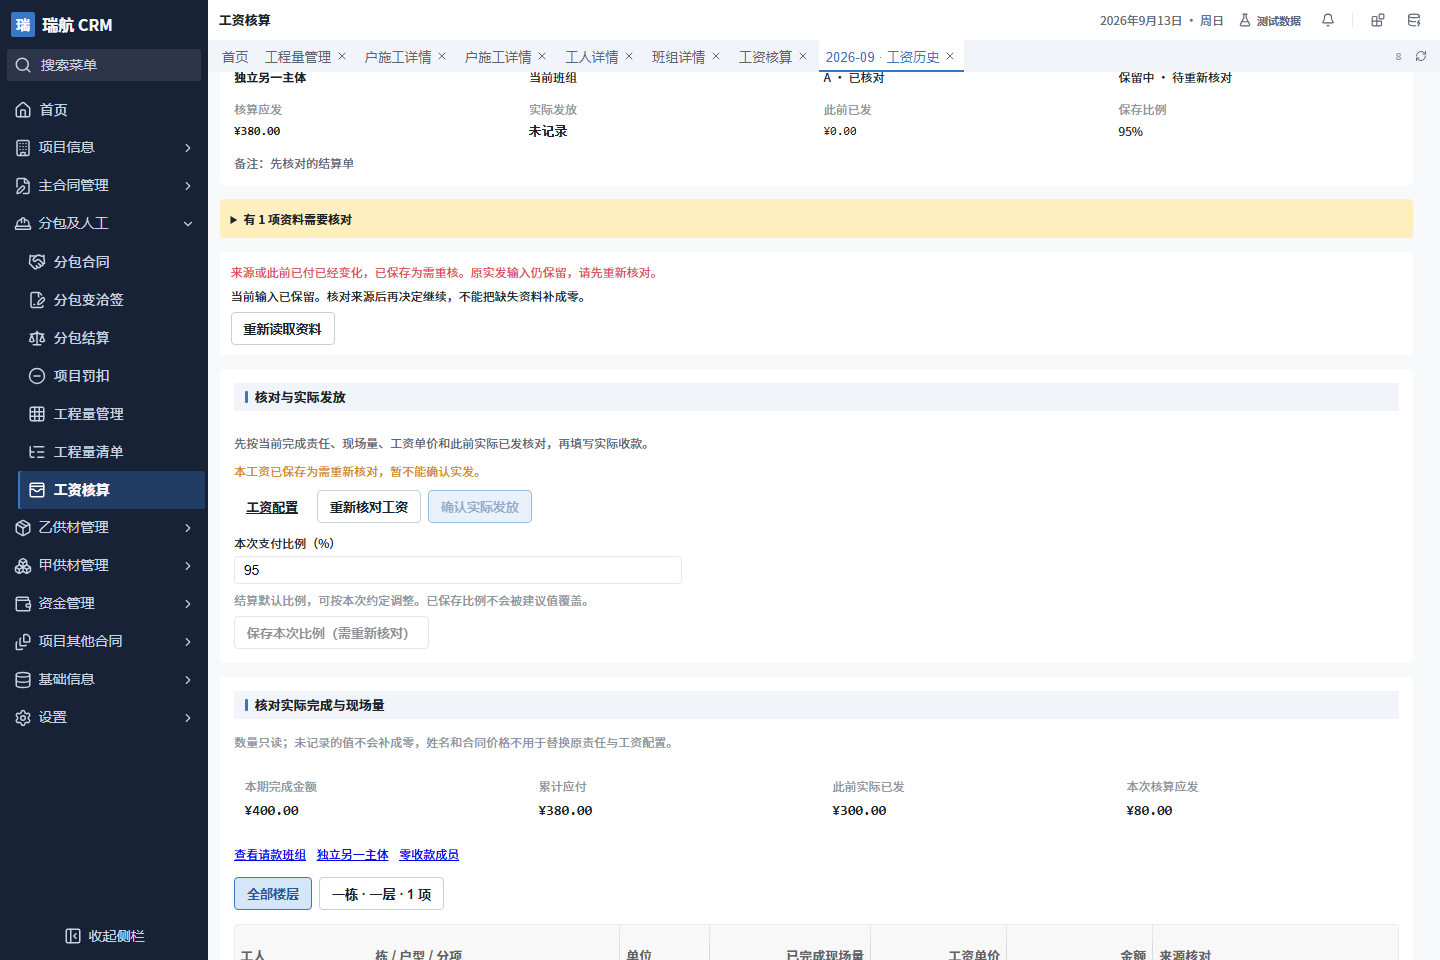 瑞 瑞航 CRM
搜索菜单
首页
项目信息
主合同管理
分包及人工
分包合同
分包变洽签
分包结算
项目罚扣
工程量管理
工程量清单
工资核算
乙供材管理
甲供材管理
资金管理
项目其他合同
基础信息
设置
收起侧栏
工资核算
2026年9月13日 · 周日 测试数据
首页 工程量管理 户施工详情 户施工详情 工人详情 班组详情 工资核算 2026-09 · 工资历史 8
独立另一主体 当前班组 A · 已核对 保留中 · 待重新核对
核算应发 实际发放 此前已发 保存比例
¥380.00 未记录 ¥0.00 95%
备注：先核对的结算单
有 1 项资料需要核对
来源或此前已付已经变化，已保存为需重核。原实发输入仍保留，请先重新核对。
当前输入已保留。核对来源后再决定继续，不能把缺失资料补成零。
重新读取资料
核对与实际发放
先按当前完成责任、现场量、工资单价和此前实际已发核对，再填写实际收款。
本工资已保存为需重新核对，暂不能确认实发。
工资配置 重新核对工资 确认实际发放
本次支付比例（%）
95
结算默认比例，可按本次约定调整。已保存比例不会被建议值覆盖。
保存本次比例（需重新核对）
核对实际完成与现场量
数量只读；未记录的值不会补成零，姓名和合同价格不用于替换原责任与工资配置。
本期完成金额 累计应付 此前实际已发 本次核算应发
¥400.00 ¥380.00 ¥300.00 ¥80.00
查看请款班组 独立另一主体 零收款成员
全部楼层 一栋 · 一层 · 1 项
工人 栋 / 户型 / 分项 单位 已完成现场量 工资单价 金额 来源核对